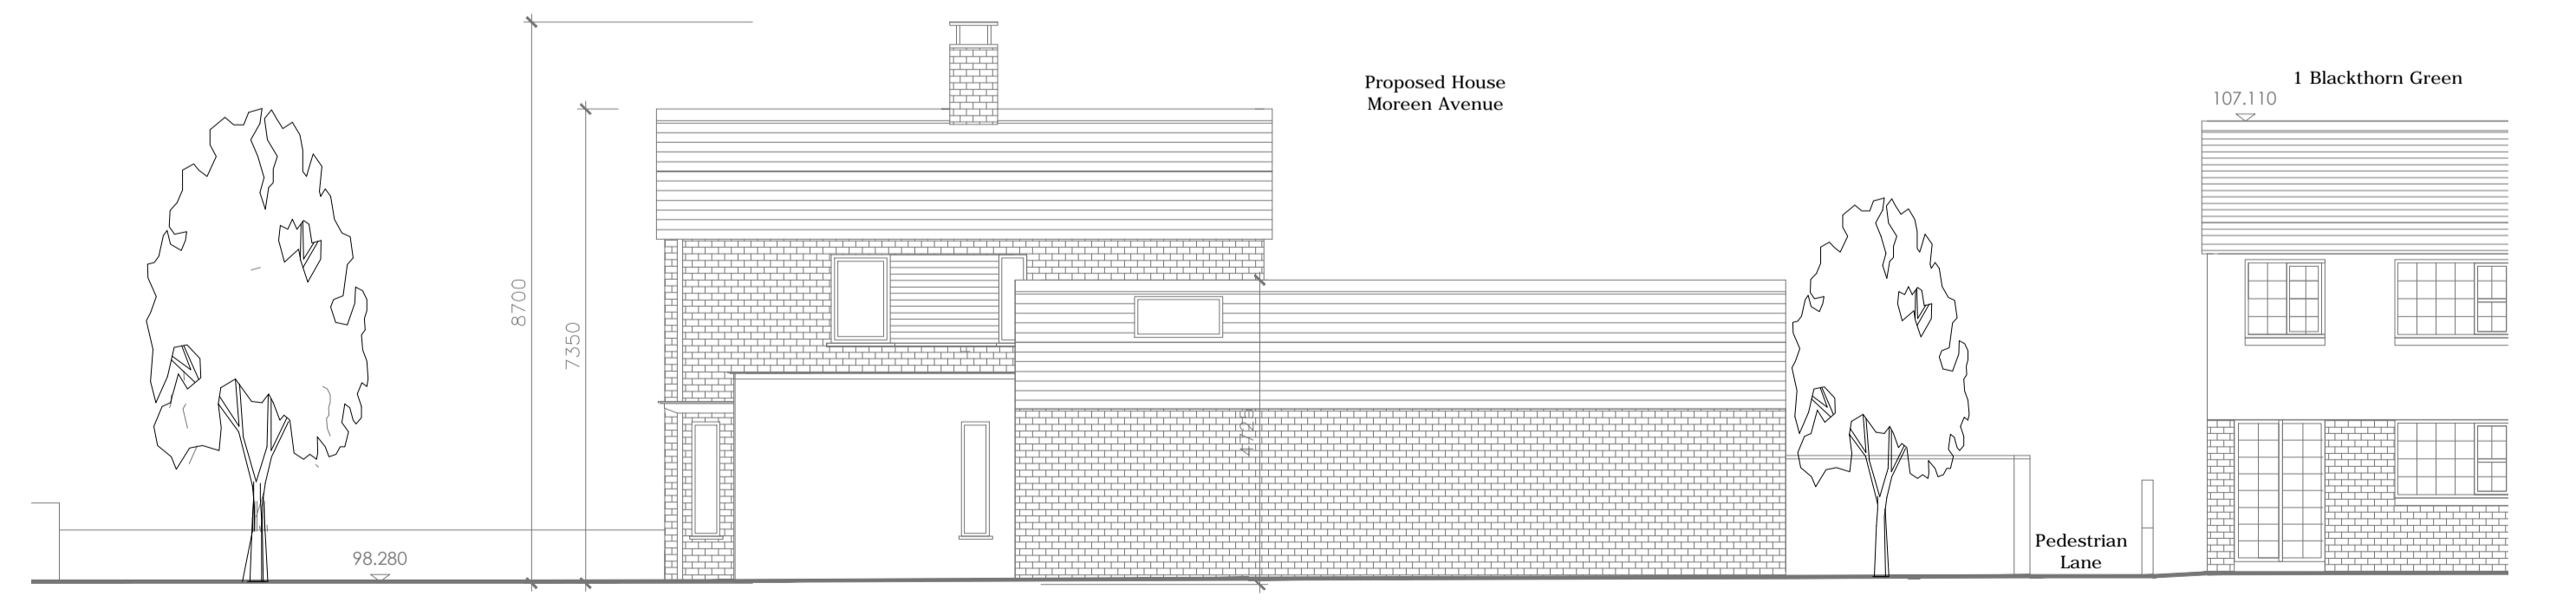 Proposed House
Moreen Avenue
1 Blackthorn Green
107.110
8700
7350
98.280
Pedestrian
Lane